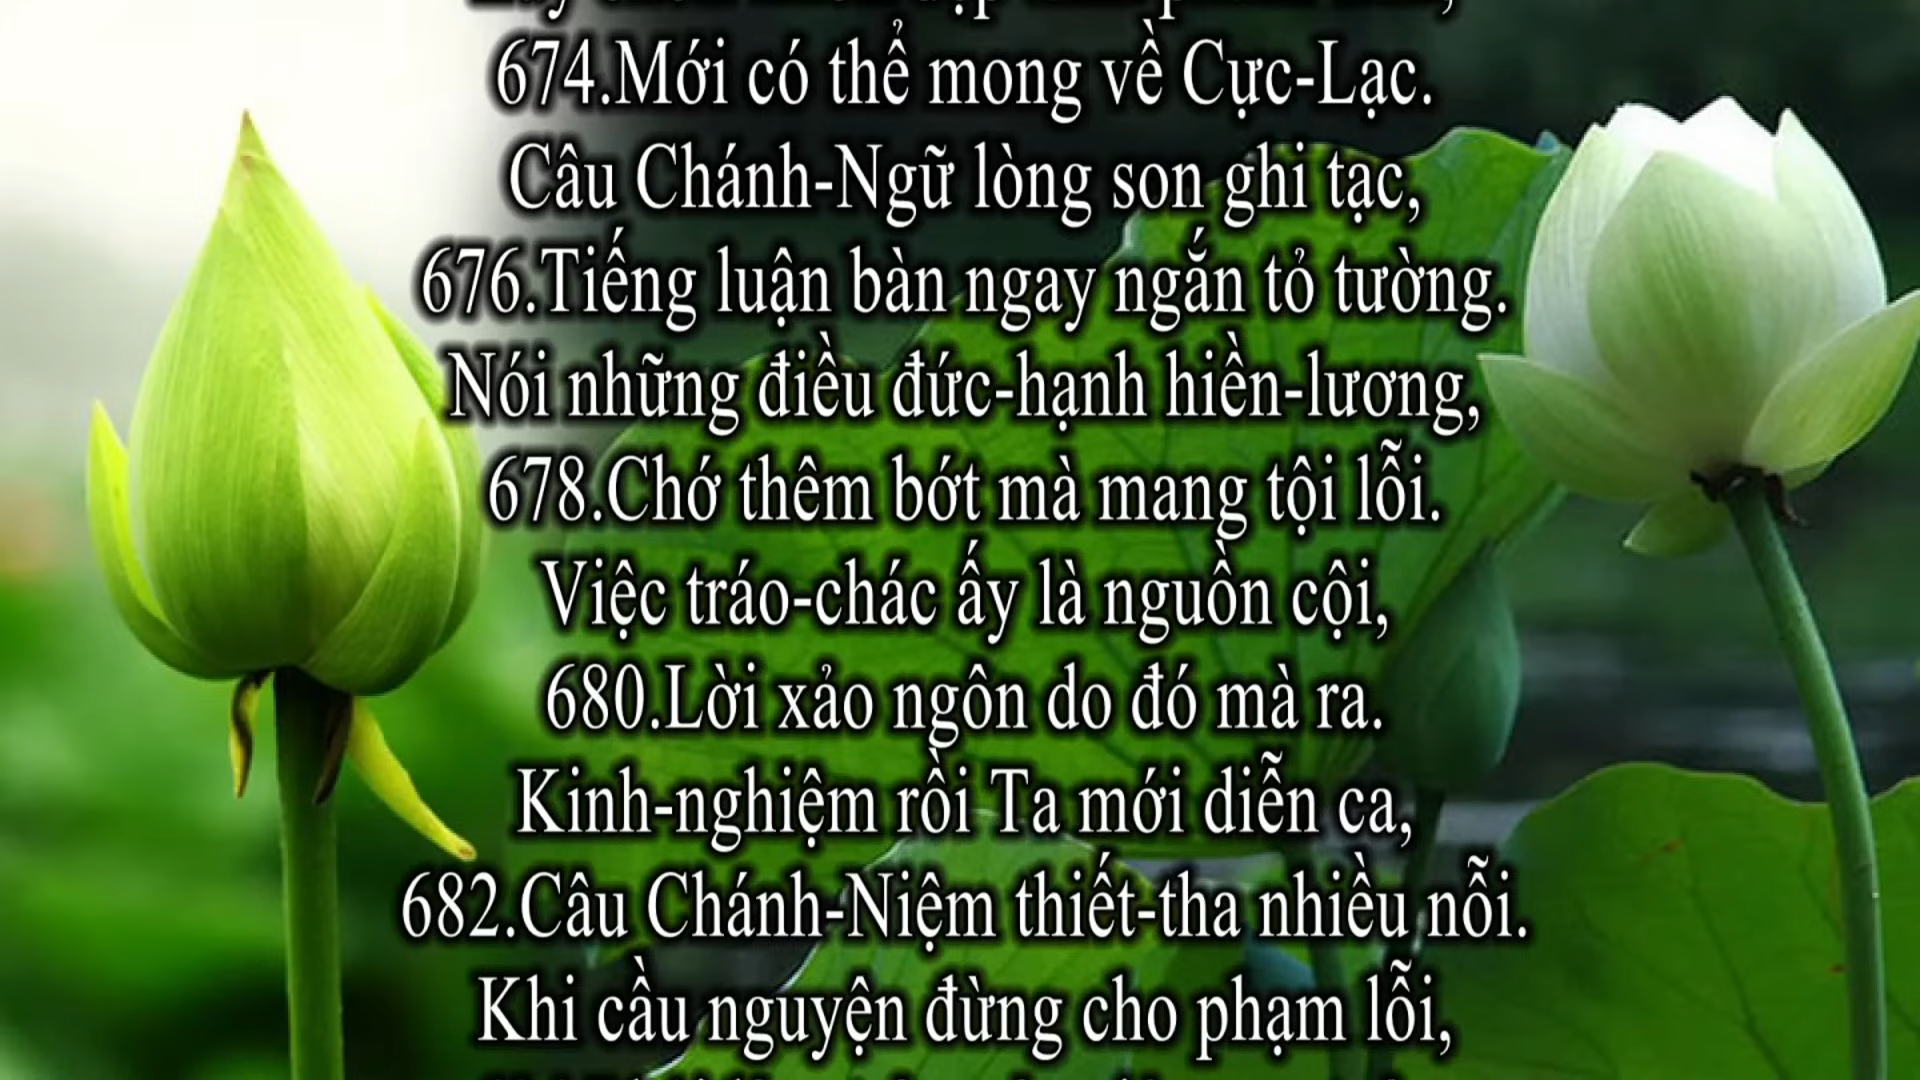 674.Mới có thể mong về Cực-Lạc.
Câu Chánh-Ngữ lòng son ghi tạc,
676.Tiếng luận bàn ngay ngắn tỏ tường.
Nói những điều đức-hạnh hiền-lương,
678.Chớ thêm bớt mà mang tội lỗi.
Việc tráo-chác ấy là nguồn cội,
680.Lời xảo ngôn do đó mà ra.
Kinh-nghiệm rồi Ta mới diễn ca,
682.Câu Chánh-Niệm thiết-tha nhiều nỗi.
Khi cầu nguyện đừng cho phạm lỗi,